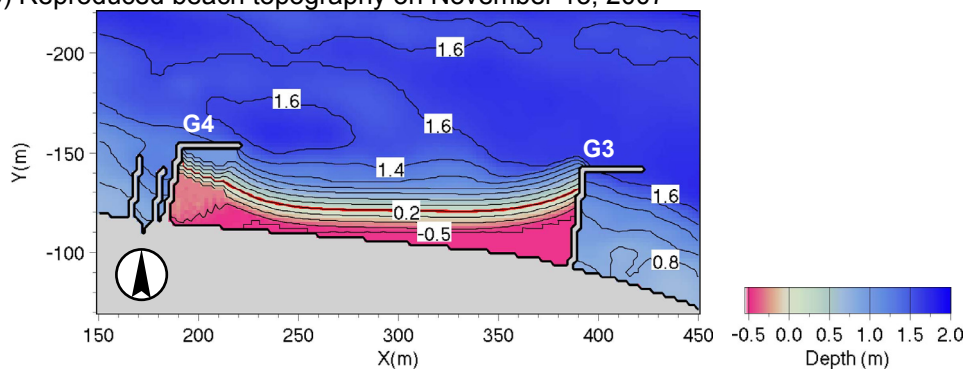 ) Reproduced beach topography on November 2007
-200
1.6
1.6
G4
1.6
G3
-150
1.4
1.6
Y(m)
0.2
-0.5
0.8
-100
150 200 250 300 350 400 450
X(m)
-0.5 0.0 0.5 1.0 1.5 2.0
Depth (m)